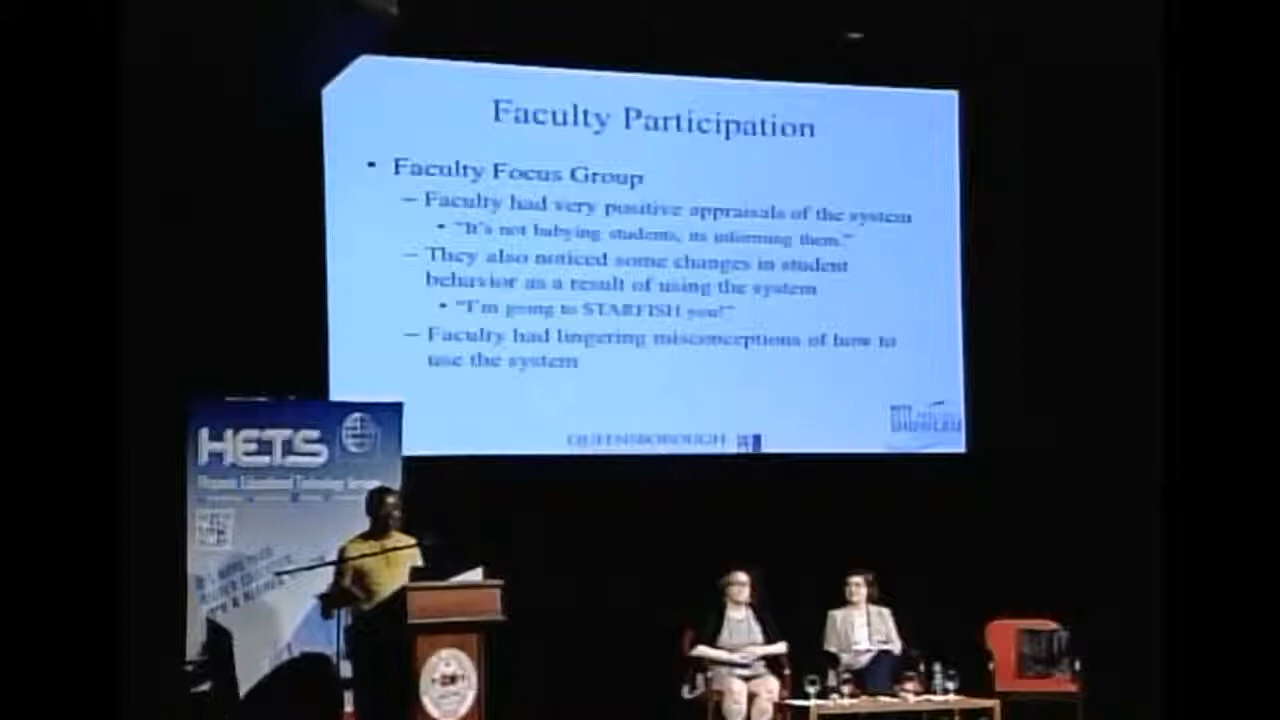 Faculty Participation
• Faculty Focus Group
– Faculty had very positive appraisals of the system
• "It's not babying students, its informing them."
– They also noticed some changes in student
behavior as a result of using the system
• "I'm going to STARFISH you!"
– Faculty had lingering misconceptions of how to
use the system
QUEENSBOROUGH
HETS